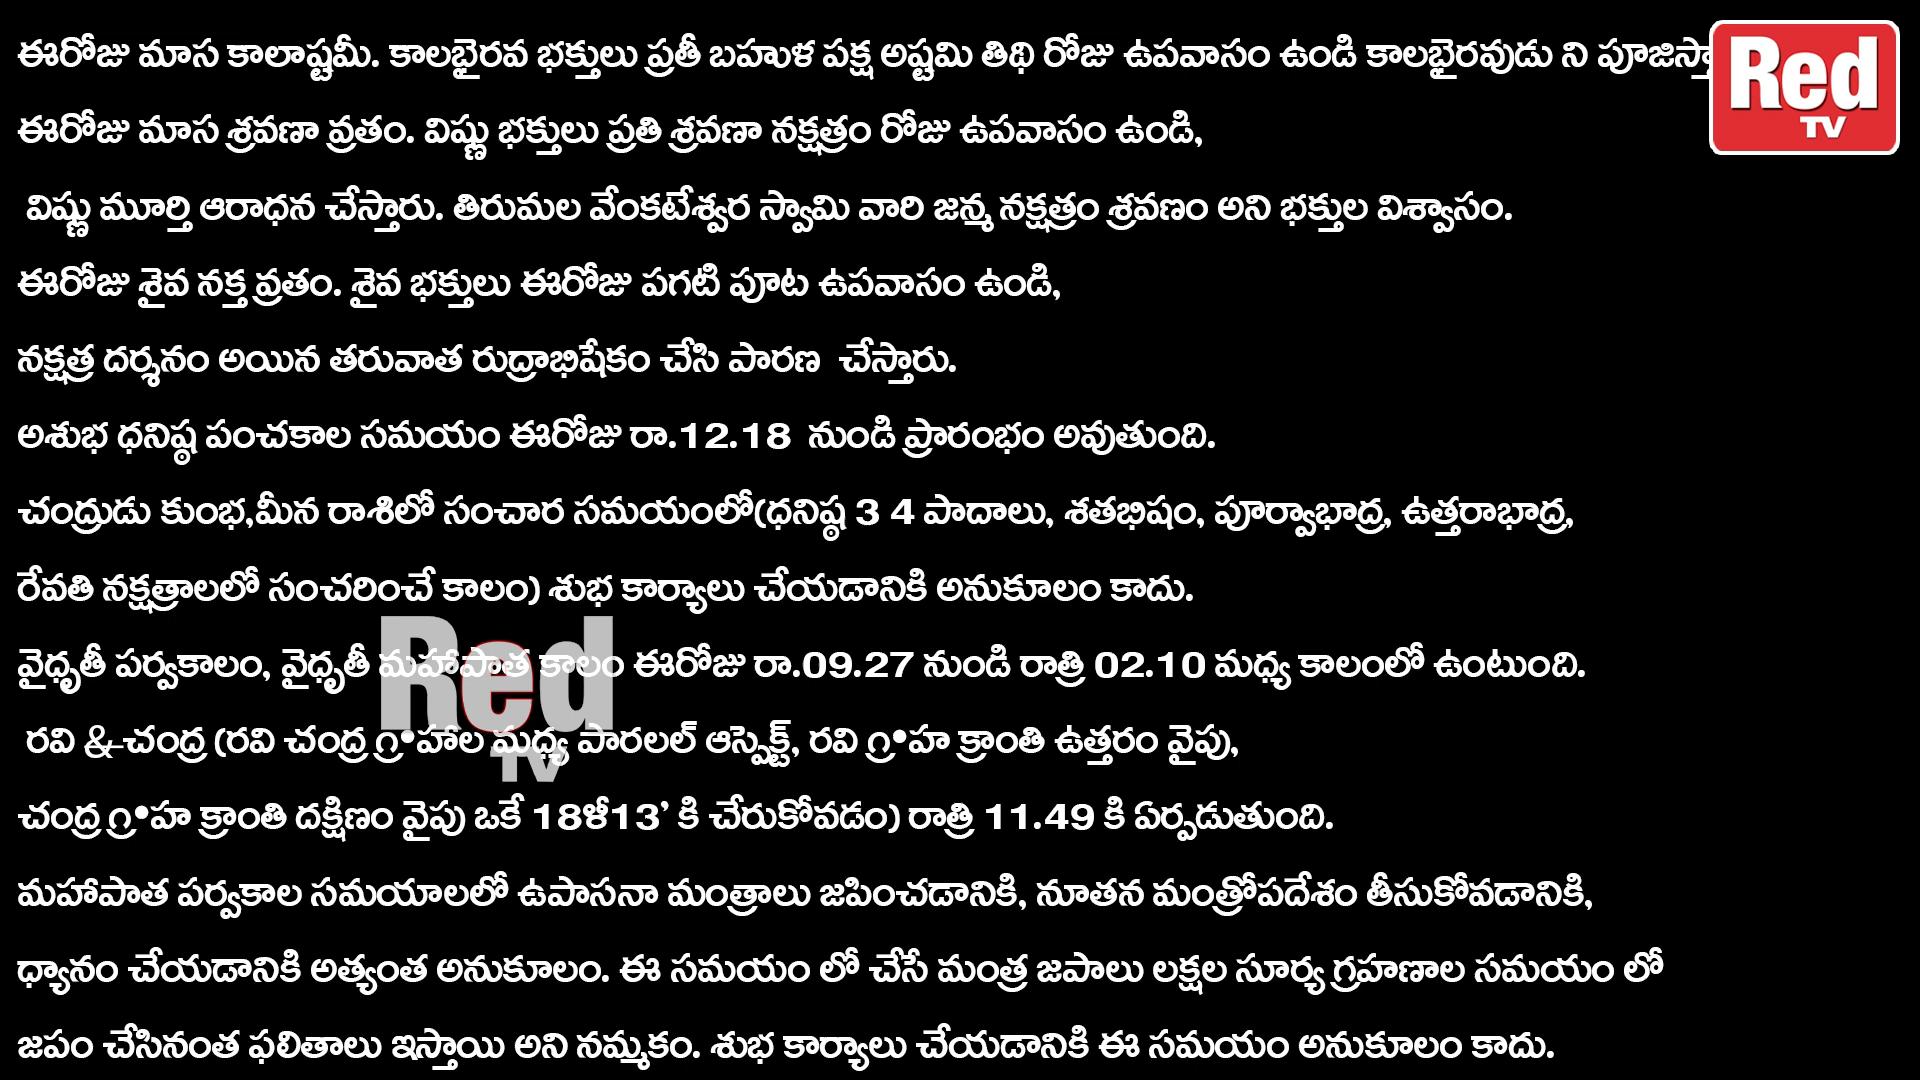 ఈరోజు మాస కాలాష్టమీ. కాలభైరవ భక్తులు ప్రతీ బహుళ పక్ష అష్టమి తిథి రోజు ఉపవాసం ఉండి కాలభైరవుడు ని
Red
TV
ఈరోజు మాస శ్రవణా వ్రతం. విష్ణు భక్తులు ప్రతి శ్రవణా నక్షత్రం రోజు ఉపవాసం ఉండి,
విష్ణు మూర్తి ఆరాధన చేస్తారు. తిరుమల వేంకటేశ్వర స్వామి వారి జన్మ నక్షత్రం శ్రవణం అని భక్తుల విశ్వాసం.
ఈరోజు శైవ నక్త వ్రతం. శైవ భక్తులు ఈరోజు పగటి పూట ఉపవాసం ఉండి,
నక్షత్ర దర్శనం అయిన తరువాత రుద్రాభిషేకం చేసి పారణ చేస్తారు.
అశుభ ధనిష్ఠ పంచకాల సమయం ఈరోజు రా.12.18 నుండి ప్రారంభం అవుతుంది.
చంద్రుడు కుంభ,మీన రాశిలో సంచార సమయంలో(ధనిష్ఠ 3 4 పాదాలు, శతభిషం, పూర్వాభాద్ర, ఉత్తరాభాద్ర,
రేవతి నక్షత్రాలలో సంచరించే కాలం) శుభ కార్యాలు చేయడానికి అనుకూలం కాదు.
వైధృతీ పర్వకాలం, వైధృతీ మహాపాత కాలం ఈరోజు రా.09.27 నుండి రాత్రి 02.10 మధ్య కాలంలో ఉంటుంది.
Red
TV
రవి &చంద్ర (రవి చంద్ర గ్ర•హాల మధ్య పారలల్ ఆస్పెక్ట్, రవి గ్ర•హ క్రాంతి ఉత్తరం వైపు,
చంద్ర గ్ర•హ క్రాంతి దక్షిణం వైపు ఒకే 18ళీ13’ కి చేరుకోవడం) రాత్రి 11.49 కి ఏర్పడుతుంది.
మహాపాత పర్వకాల సమయాలలో ఉపాసనా మంత్రాలు జపించడానికి, నూతన మంత్రోపదేశం తీసుకోవడానికి,
ధ్యానం చేయడానికి అత్యంత అనుకూలం. ఈ సమయం లో చేసే మంత్ర జపాలు లక్షల సూర్య గ్రహణాల సమయం లో
జపం చేసినంత ఫలితాలు ఇస్తాయి అని నమ్మకం. శుభ కార్యాలు చేయడానికి ఈ సమయం అనుకూలం కాదు.